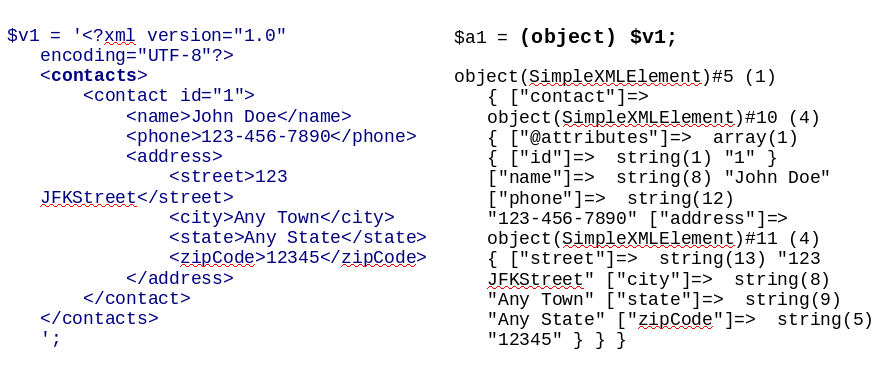 $v1 = '<?xml version="1.0"
encoding="UTF-8"?>
<contacts>
<contact id="1">
<name>John Doe</name>
<phone>123-456-7890</phone>
<address>
<street>123
JFKStreet</street>
<city>Any Town</city>
<state>Any State</state>
<zipCode>12345</zipCode>
</address>
</contact>
</contacts>
';
$a1 = (object) $v1;
object(SimpleXMLElement)#5 (1)
{ ["contact"]=>
object(SimpleXMLElement)#10 (4)
{ ["@attributes"]=>  array(1)
{ ["id"]=>  string(1) "1" }
["name"]=>  string(8) "John Doe"
["phone"]=>  string(12)
"123-456-7890" ["address"]=>
object(SimpleXMLElement)#11 (4)
{ ["street"]=>  string(13) "123
JFKStreet" ["city"]=>  string(8)
"Any Town" ["state"]=>  string(9)
"Any State" ["zipCode"]=>  string(5)
"12345" } } }